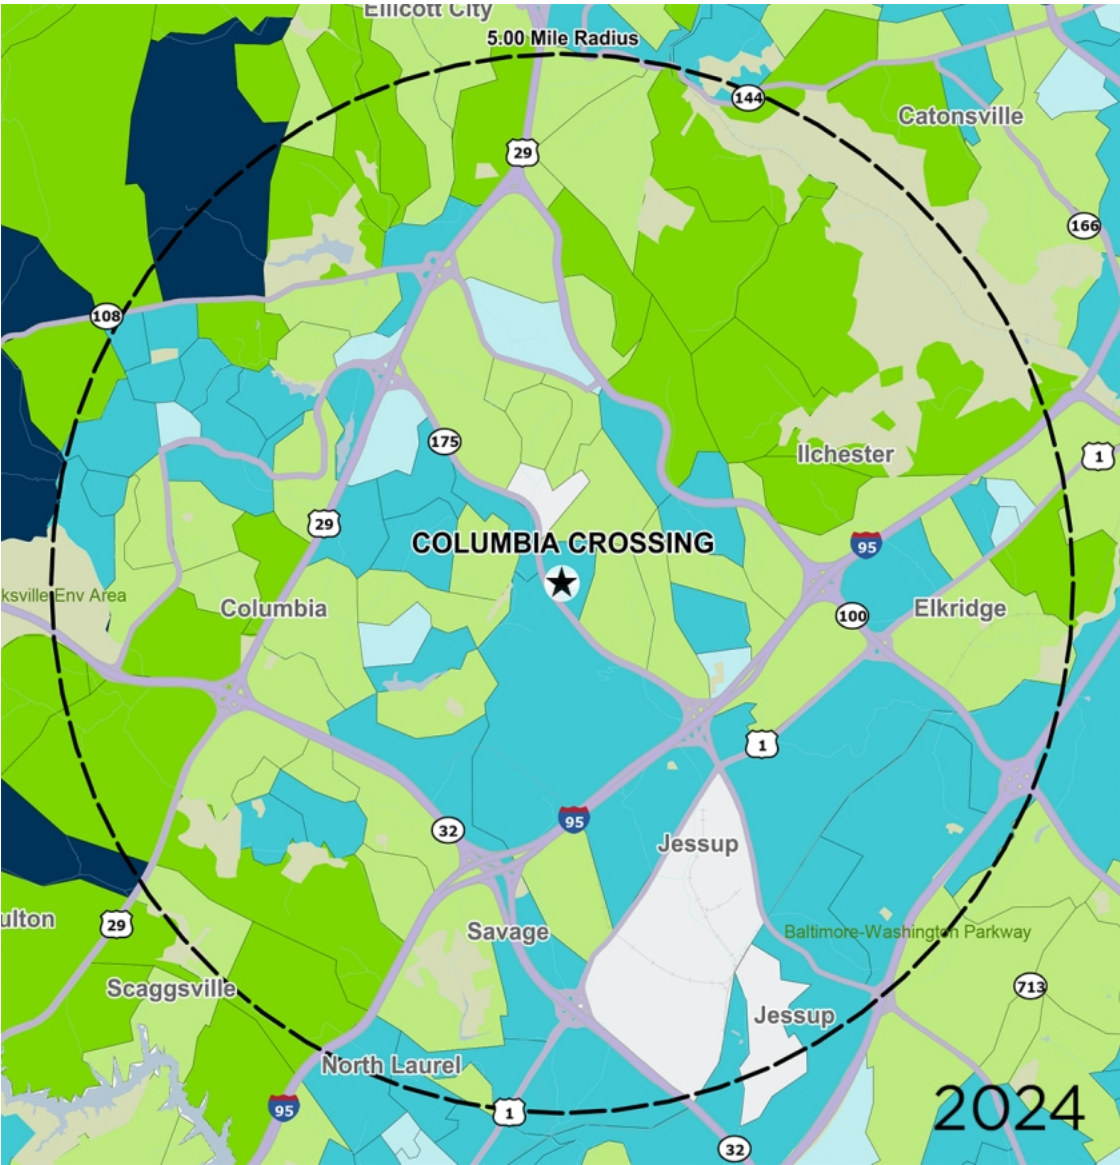 Ellicott City
5.00 Mile Radius
144
Catonsville
29
166
108
175
Ilchester
1
29
COLUMBIA CROSSING
95
ksville Env Area
Columbia
100
Elkridge
1
95
32
Jessup
ulton
29
Savage
Baltimore-Washington Parkway
Scaggsville
713
Jessup
North Laurel
95
1
2024
32